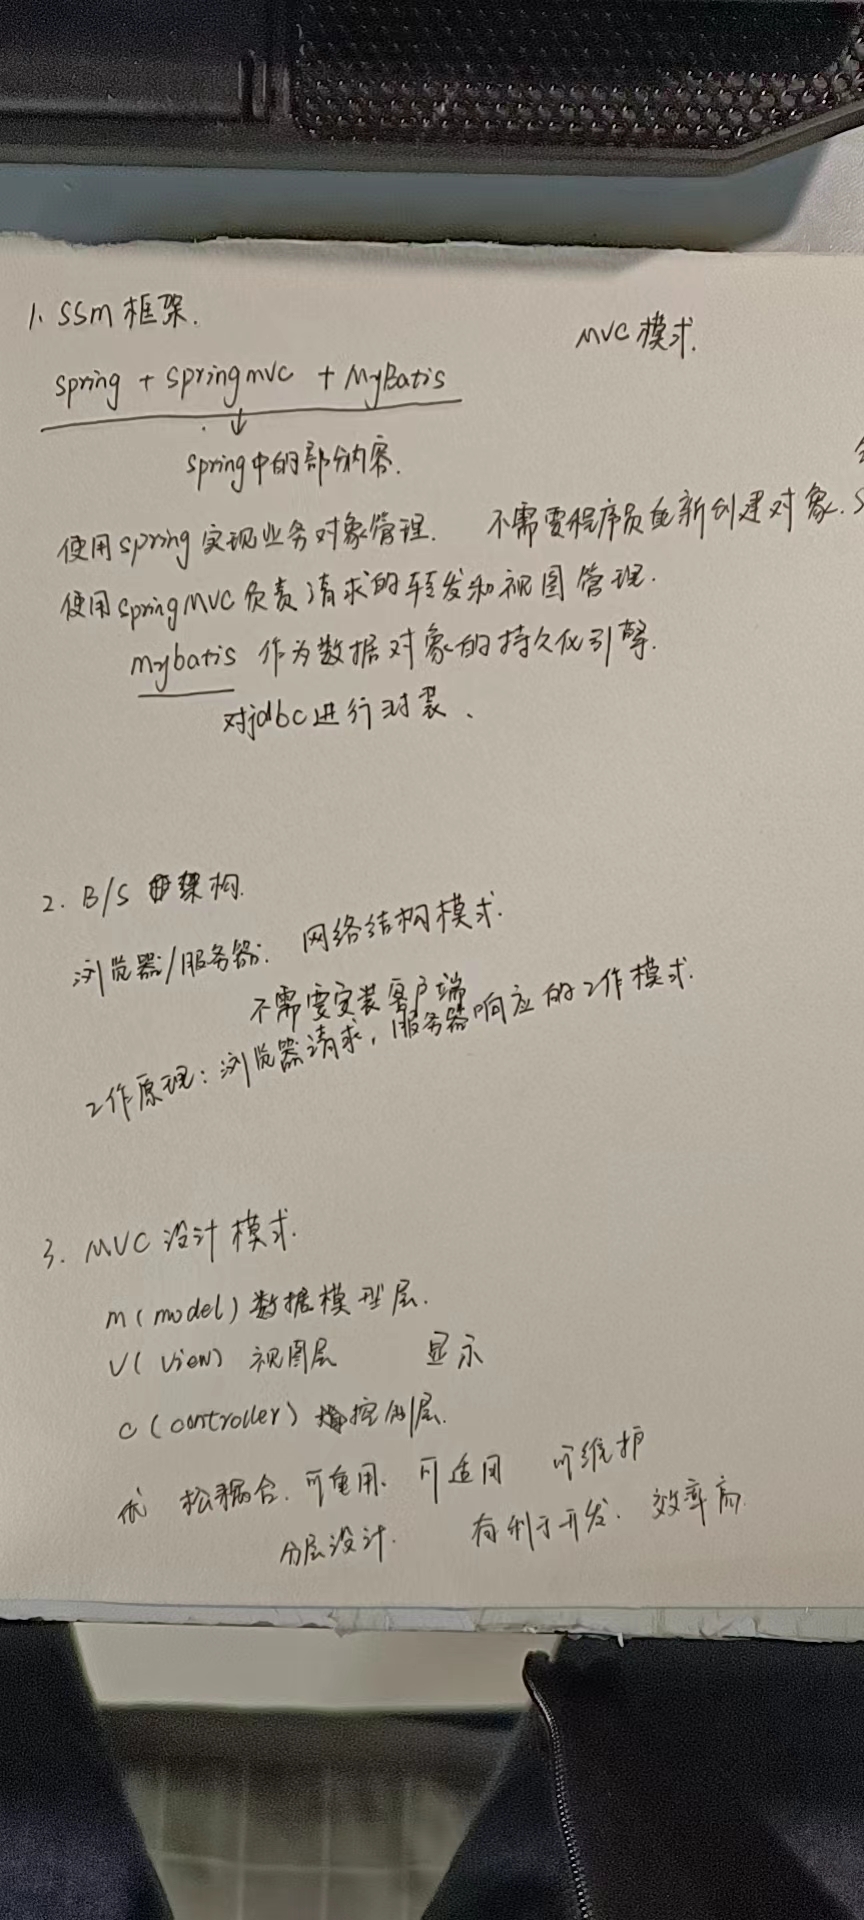 1. SSM 框架.
MVC 模式.
Spring + SpringMVC + MyBatis
Spring中的部分内容.
使用Spring实现业务对象管理. 不需要程序员重新创建对象.
使用SpringMVC负责请求的转发和视图管理.
mybatis 作为数据对象的持久化引擎.
对jdbc进行封装、
2. B/S 架构.
浏览器/服务器: 网络结构模式.
不需要安装客户端
工作原理: 浏览器请求, 服务器响应的工作模式.
3. MVC 设计模式.
m(model) 数据模型层.
V(view) 视图层 显示
c(controller) 控制层.
低 松耦合. 可重用. 可适用 可维护
分层设计. 有利于开发. 效率高.